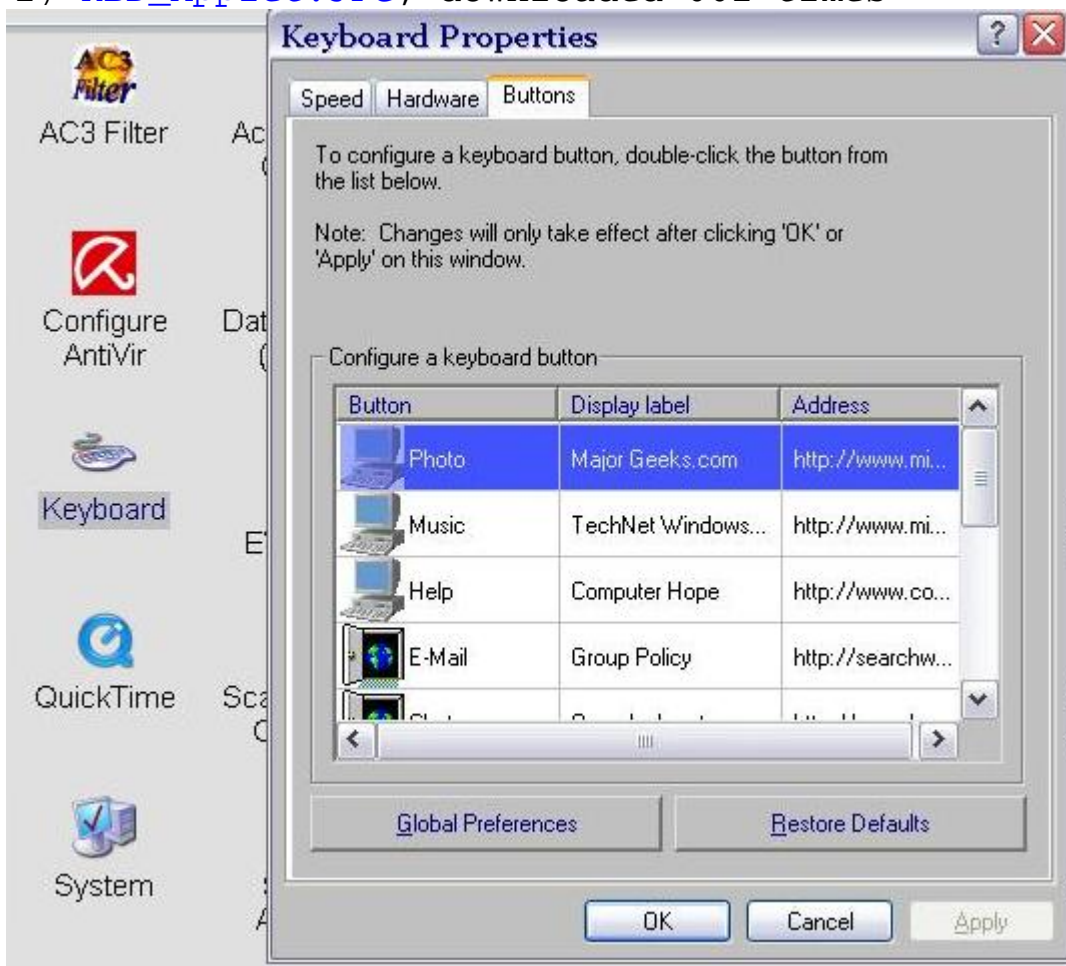 Keyboard Properties
AC3
Filter
AC3 Filter
Ac
Speed Hardware Buttons
To configure a keyboard button, double-click the button from
the list below.
Note: Changes will only take effect after clicking 'OK' or
'Apply' on this window.
Configure
AntiVir
Dat
Configure a keyboard button
Button Display label Address
Photo Major Geeks.com http://www.mi...
Keyboard
E
Music TechNet Windows... http://www.mi...
Help Computer Hope http://www.co...
E-Mail Group Policy http://searchw...
QuickTime
Sca
Global Preferences Restore Defaults
System
OK Cancel Apply